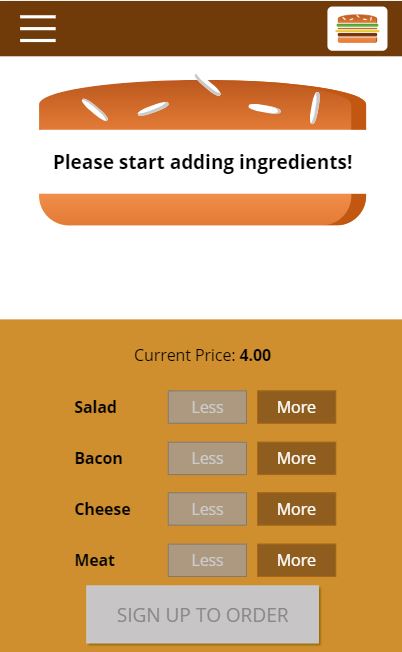 Please start adding ingredients!
Current Price: 4.00
Salad Less More
Bacon Less More
Cheese Less More
Meat Less More
SIGN UP TO ORDER